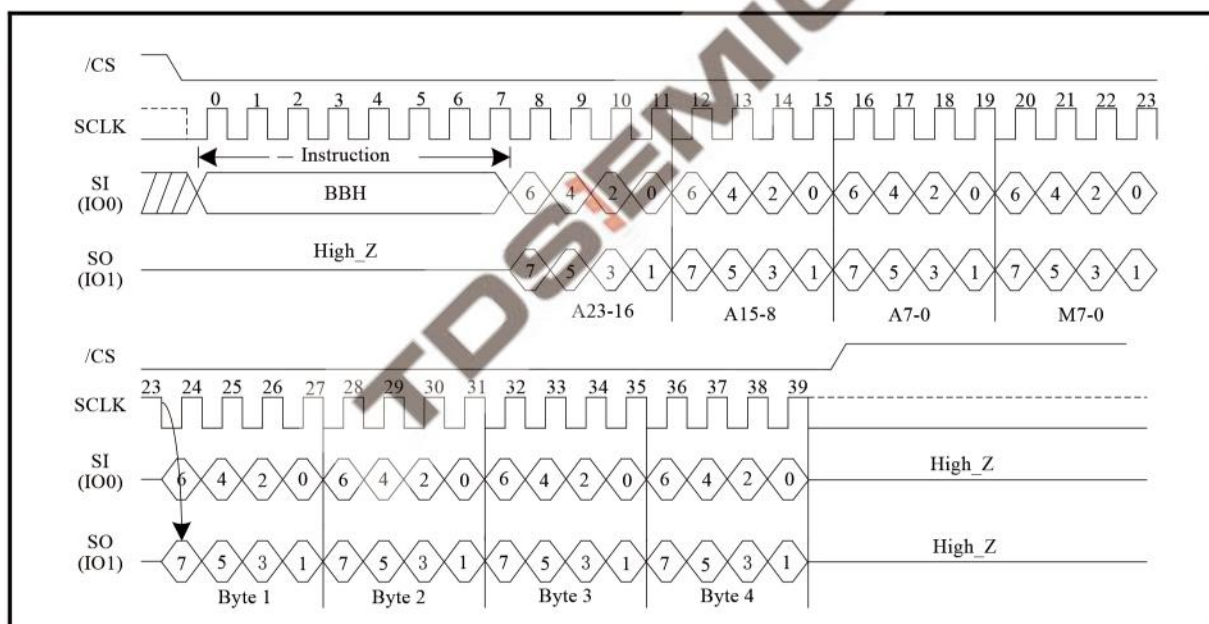 /CS
0 1 2 3 4 5 6 7 8 9 10 11 12 13 14 15 16 17 18 19 20 21 22 23
SCLK
Instruction
SI
(IO0)
BBH
6 4 2 0 6 4 2 0 6 4 2 0 6 4 2 0
SO
(IO1)
High_Z
7 5 3 1 7 5 3 1 7 5 3 1 7 5 3 1
A23-16 A15-8 A7-0 M7-0
/CS
23 24 25 26 27 28 29 30 31 32 33 34 35 36 37 38 39
SCLK
SI
(IO0)
6 4 2 0 6 4 2 0 6 4 2 0 6 4 2 0
High_Z
SO
(IO1)
7 5 3 1 7 5 3 1 7 5 3 1 7 5 3 1
High_Z
Byte 1 Byte 2 Byte 3 Byte 4